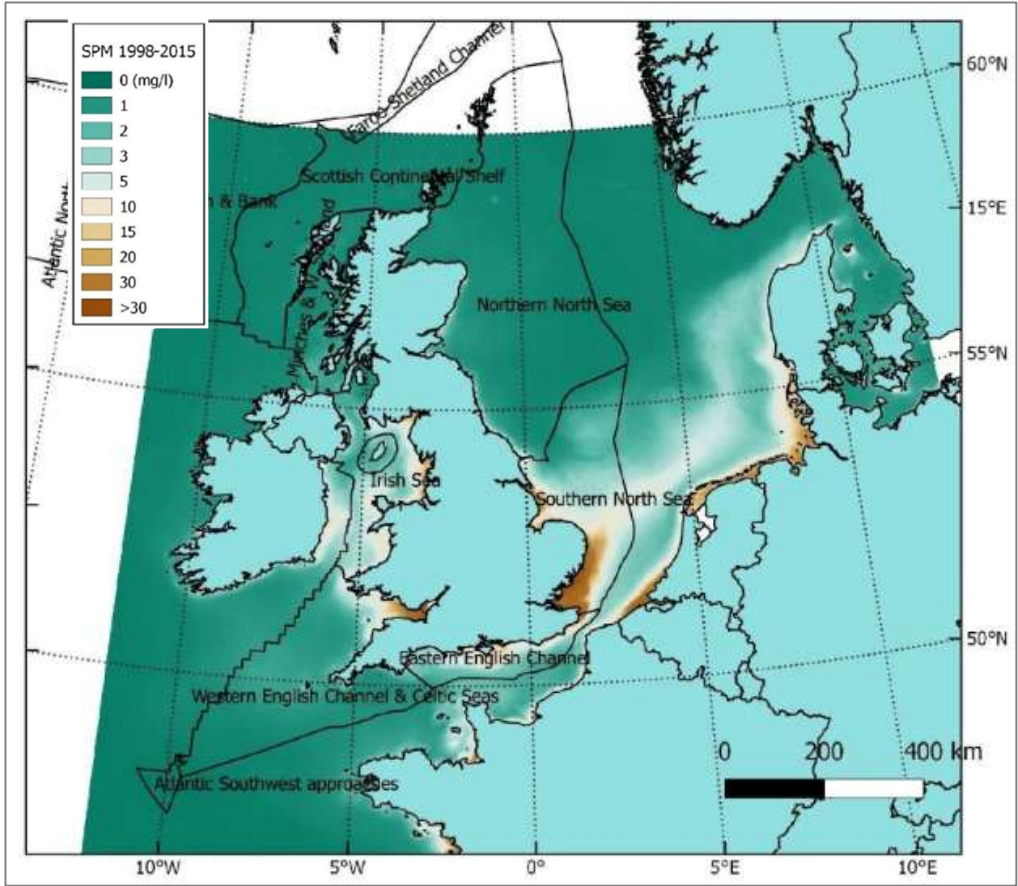 SPM 1998-2015
0 (mg/l)
1
2
3
5
10
15
20
30
>30
Faroe-Shetland Channel
60°N
Scottish Continental Shelf
& Bank
Atlantic North
15°E
Minches &
Northern North Sea
55°N
Irish Sea
Southern North Sea
50°N
Eastern English Channel
Western English Channel & Celtic Seas
0 200 400 km
Atlantic Southwest approaches
10°W 5°W 0° 5°E 10°E